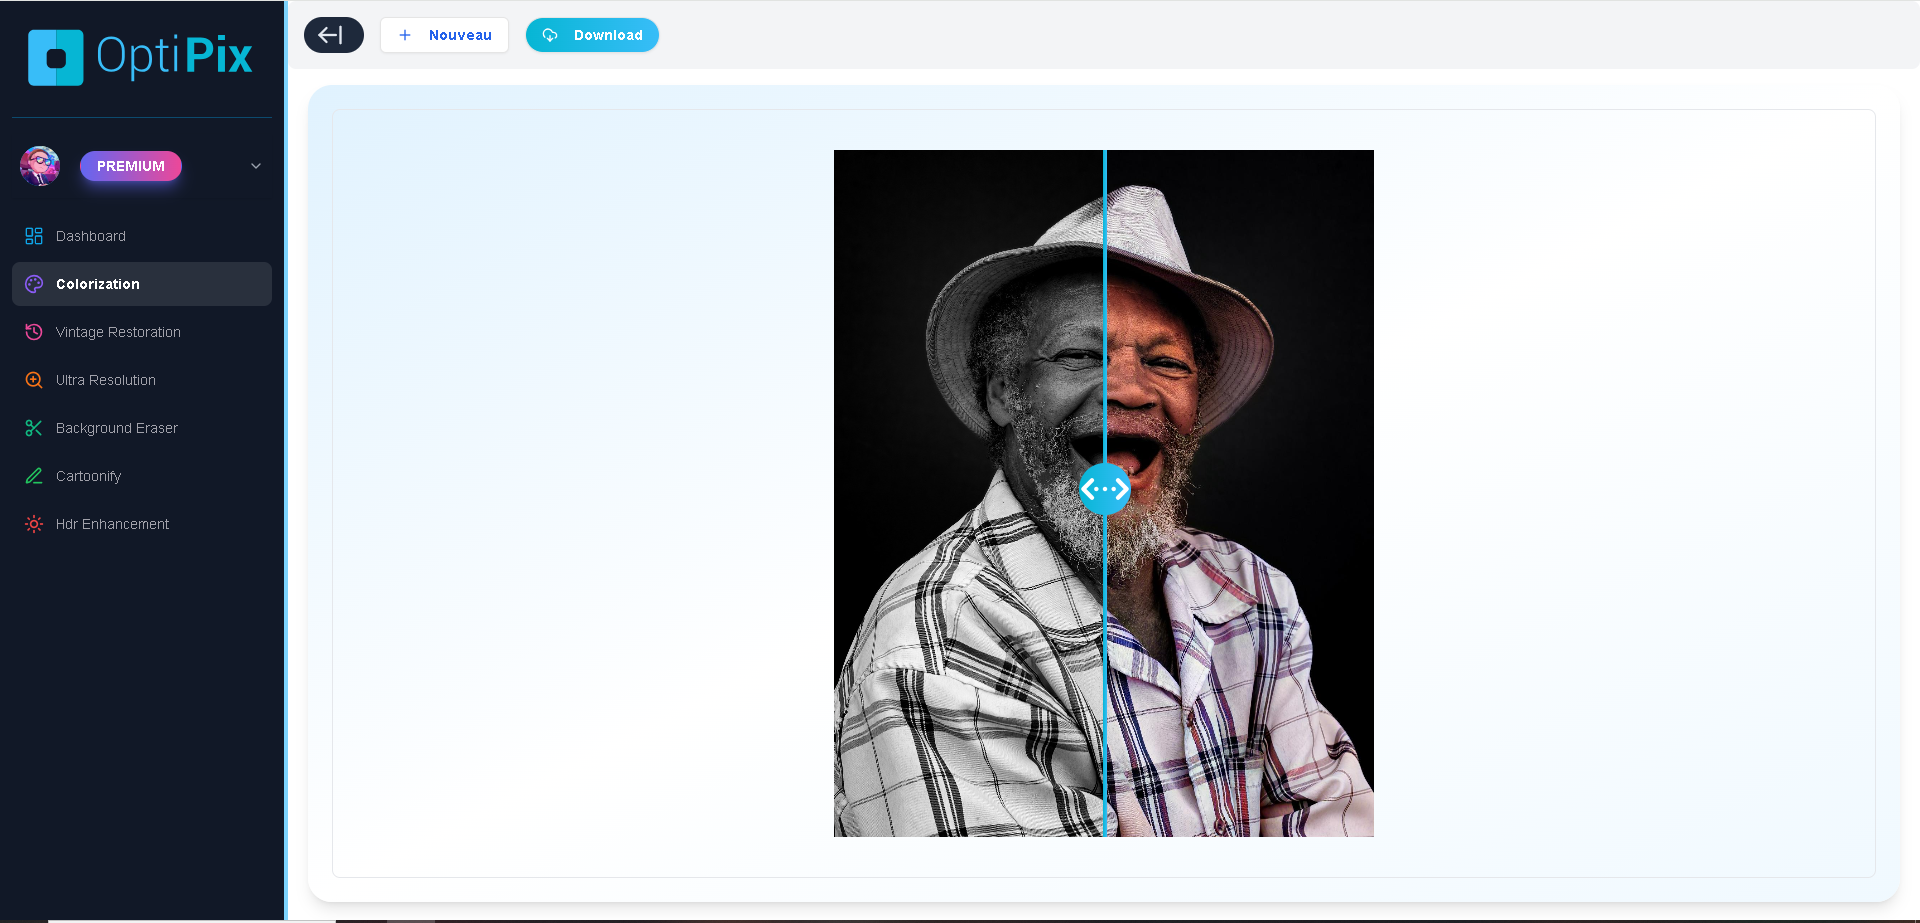 OptiPix
Nouveau
Download
PREMIUM
Dashboard
Colorization
Vintage Restoration
Ultra Resolution
Background Eraser
Cartoonify
Hdr Enhancement